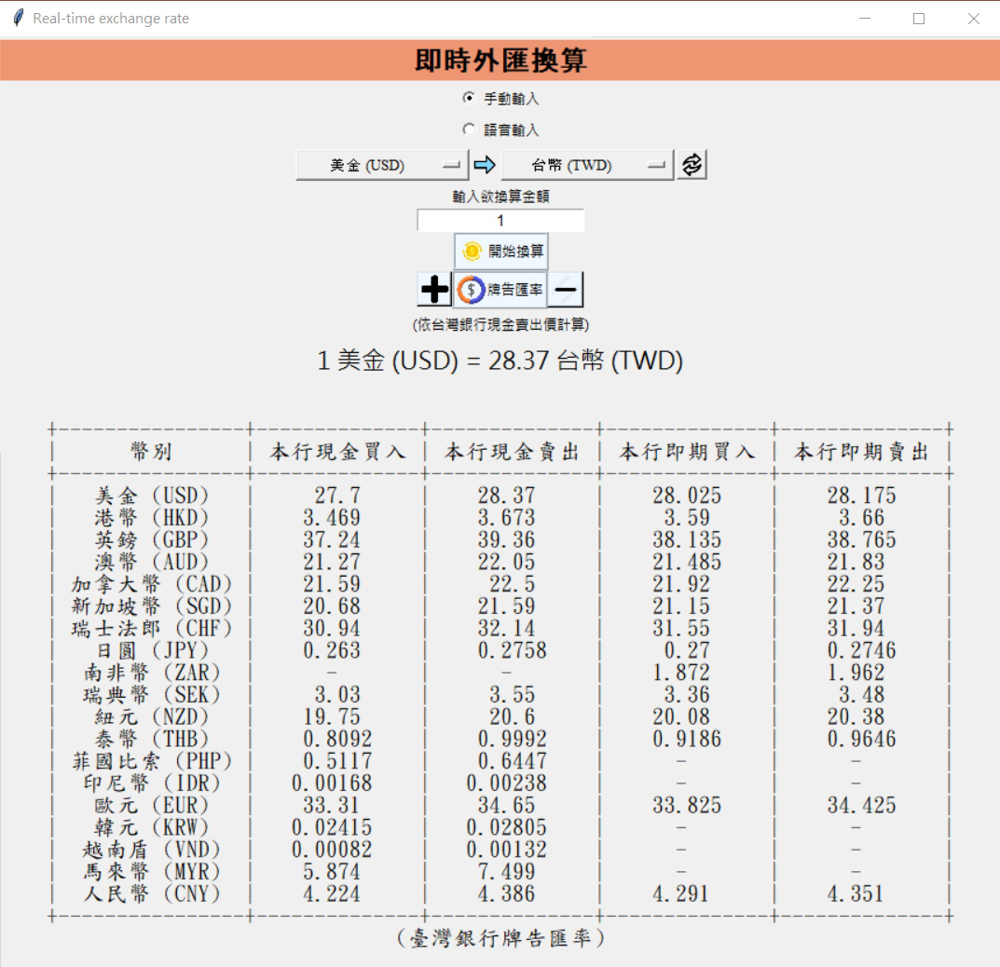 Real-time exchange rate
即時外匯換算
手動輸入
語音輸入
美金 (USD) 台幣 (TWD)
輸入欲換算金額
1
開始換算
牌告匯率
(依台灣銀行現金賣出價計算)
1 美金 (USD) = 28.37 台幣 (TWD)
幣別 本行現金買入 本行現金賣出 本行即期買入 本行即期賣出
美金 (USD) 27.7 28.37 28.025 28.175
港幣 (HKD) 3.469 3.673 3.59 3.66
英鎊 (GBP) 37.24 39.36 38.135 38.765
澳幣 (AUD) 21.27 22.05 21.485 21.83
加拿大幣 (CAD) 21.59 22.5 21.92 22.25
新加坡幣 (SGD) 20.68 21.59 21.15 21.37
瑞士法郎 (CHF) 30.94 32.14 31.55 31.94
日圓 (JPY) 0.263 0.2758 0.27 0.2746
南非幣 (ZAR) - - 1.872 1.962
瑞典幣 (SEK) 3.03 3.55 3.36 3.48
紐元 (NZD) 19.75 20.6 20.08 20.38
泰幣 (THB) 0.8092 0.9992 0.9186 0.9646
菲國比索 (PHP) 0.5117 0.6447 - -
印尼幣 (IDR) 0.00168 0.00238 - -
歐元 (EUR) 33.31 34.65 33.825 34.425
韓元 (KRW) 0.02415 0.02805 - -
越南盾 (VND) 0.00082 0.00132 - -
馬來幣 (MYR) 5.874 7.499 - -
人民幣 (CNY) 4.224 4.386 4.291 4.351
(臺灣銀行牌告匯率)